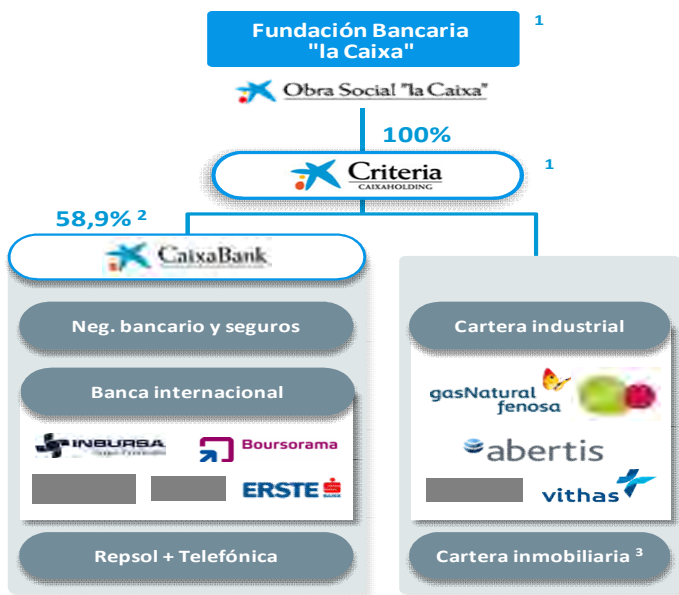 Fundación Bancaria
"la Caixa"
1
Obra Social "la Caixa"
100%
Criteria
CAIXAHOLDING
1
58,9% 2
CaixaBank
Neg. bancario y seguros
Cartera industrial
Banca internacional
gasNatural
fenosa
INBURSA
Boursorama
abertis
ERSTE
vithas
Repsol + Telefónica
Cartera inmobiliaria 3